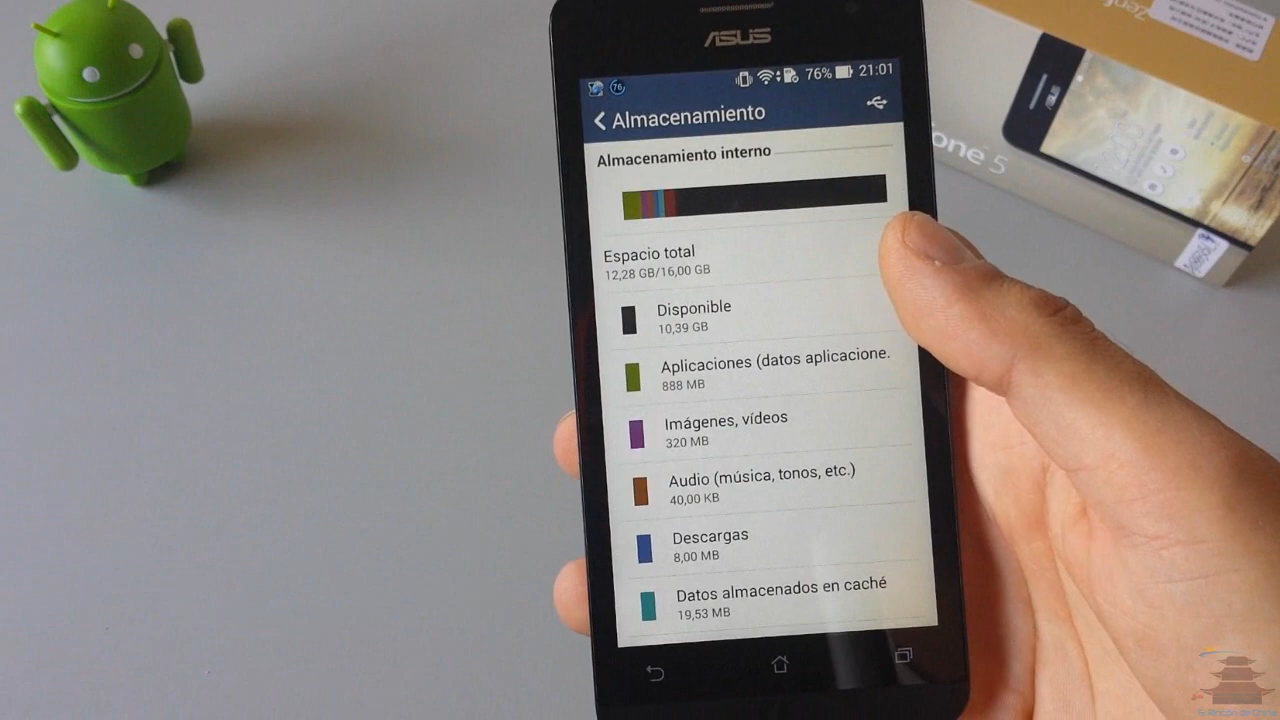 ASUS
76
76% 21:01
Almacenamiento
Almacenamiento interno
Espacio total
12,28 GB/16,00 GB
Disponible
10,39 GB
Aplicaciones (datos aplicacione.
888 MB
Imágenes, vídeos
320 MB
Audio (música, tonos, etc.)
40,00 KB
Descargas
8,00 MB
Datos almacenados en caché
19,53 MB
one 5
ASUS